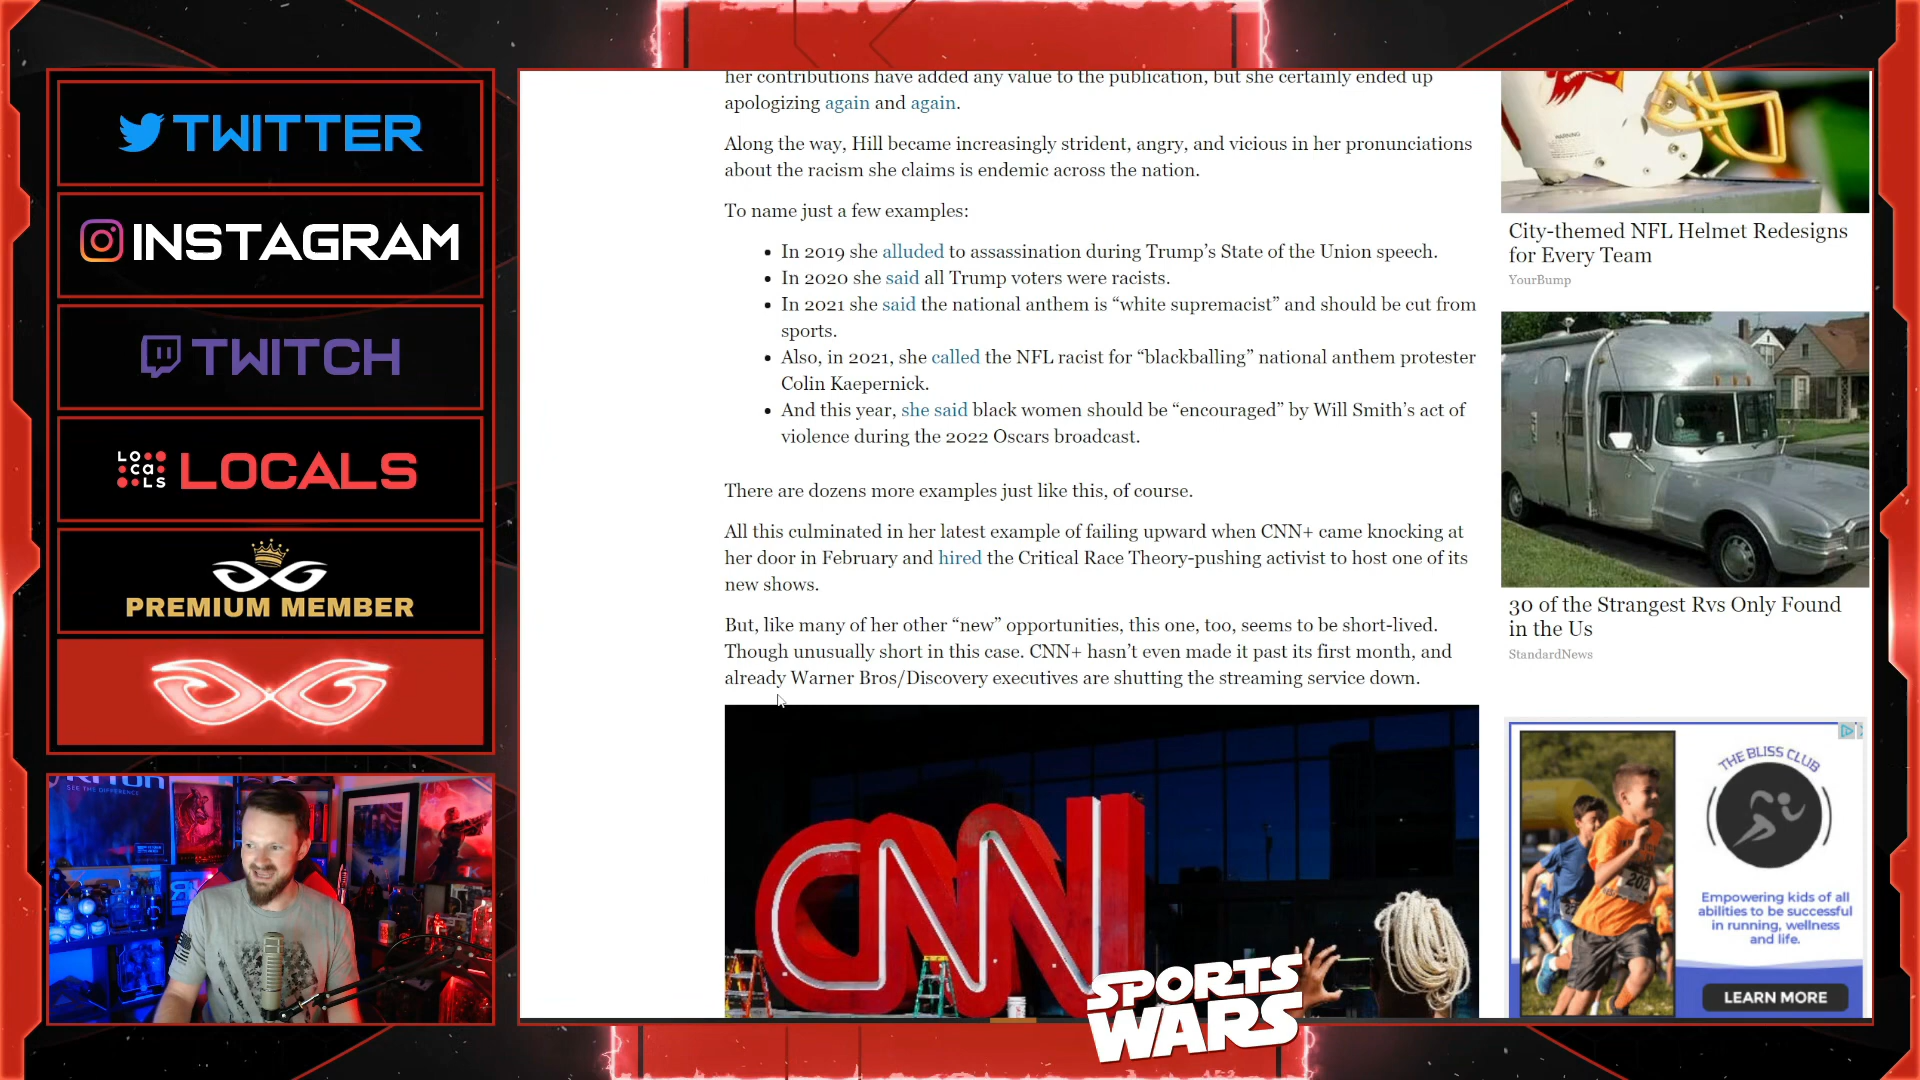 TWITTER
INSTAGRAM
TWITCH
LOCALS
LOCALS
PREMIUM MEMBER
SEE THE DIFFERENCE
her contributions have added any value to the publication, but she certainly ended up
apologizing again and again.
Along the way, Hill became increasingly strident, angry, and vicious in her pronunciations
about the racism she claims is endemic across the nation.
To name just a few examples:
• In 2019 she alluded to assassination during Trump’s State of the Union speech.
• In 2020 she said all Trump voters were racists.
• In 2021 she said the national anthem is “white supremacist” and should be cut from
sports.
• Also, in 2021, she called the NFL racist for “blackballing” national anthem protester
Colin Kaepernick.
• And this year, she said black women should be “encouraged” by Will Smith’s act of
violence during the 2022 Oscars broadcast.
There are dozens more examples just like this, of course.
All this culminated in her latest example of failing upward when CNN+ came knocking at
her door in February and hired the Critical Race Theory-pushing activist to host one of its
new shows.
But, like many of her other “new” opportunities, this one, too, seems to be short-lived.
Though unusually short in this case. CNN+ hasn’t even made it past its first month, and
already Warner Bros/Discovery executives are shutting the streaming service down.
CNN
SPORTS
WARS
WARNING
City-themed NFL Helmet Redesigns
for Every Team
YourBump
30 of the Strangest Rvs Only Found
in the Us
StandardNews
THE BLISS CLUB
202
Empowering kids of all
abilities to be successful
in running, wellness
and life.
LEARN MORE